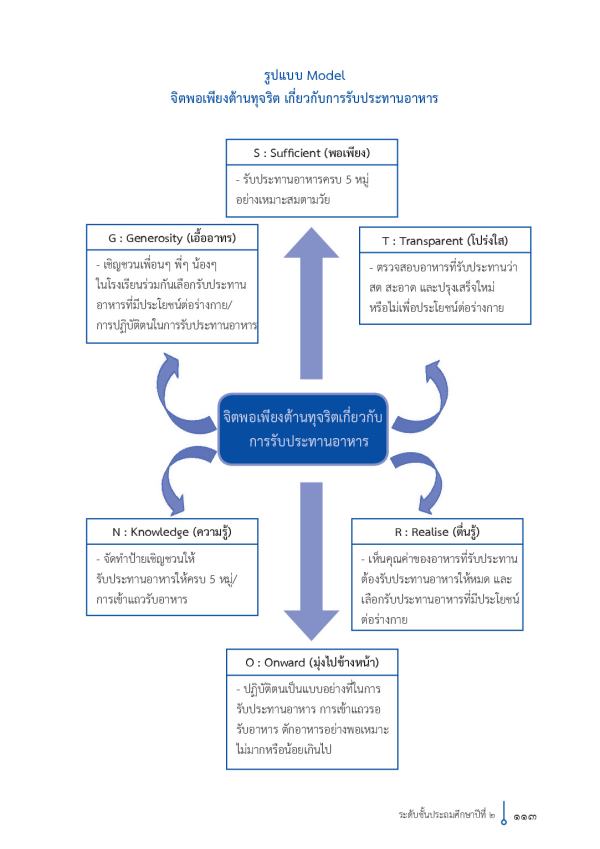 รูปแบบ Model
จิตพอเพียงต้านทุจริต เกี่ยวกับการรับประทานอาหาร
S : Sufficient (พอเพียง)
- รับประทานอาหารครบ 5 หมู่
อย่างเหมาะสมตามวัย
G : Generosity (เอื้ออาทร)
- เชิญชวนเพื่อนๆ พี่ๆ น้องๆ
ในโรงเรียนร่วมกันเลือกรับประทาน
อาหารที่มีประโยชน์ต่อร่างกาย/
การปฏิบัติตนในการรับประทานอาหาร
T : Transparent (โปร่งใส)
- ตรวจสอบอาหารที่รับประทานว่า
สด สะอาด และปรุงเสร็จใหม่
หรือไม่เพื่อประโยชน์ต่อร่างกาย
จิตพอเพียงต้านทุจริตเกี่ยวกับ
การรับประทานอาหาร
N : Knowledge (ความรู้)
- จัดทำป้ายเชิญชวนให้
รับประทานอาหารให้ครบ 5 หมู่/
การเข้าแถวรับอาหาร
R : Realise (ตื่นรู้)
- เห็นคุณค่าของอาหารที่รับประทาน
ต้องรับประทานอาหารให้หมด และ
เลือกรับประทานอาหารที่มีประโยชน์
ต่อร่างกาย
O : Onward (มุ่งไปข้างหน้า)
- ปฏิบัติตนเป็นแบบอย่างที่ในการ
รับประทานอาหาร การเข้าแถวรอ
รับอาหาร ตักอาหารอย่างพอเหมาะ
ไม่มากหรือน้อยเกินไป
ระดับชั้นประถมศึกษาปีที่ ๒
๑๑๓